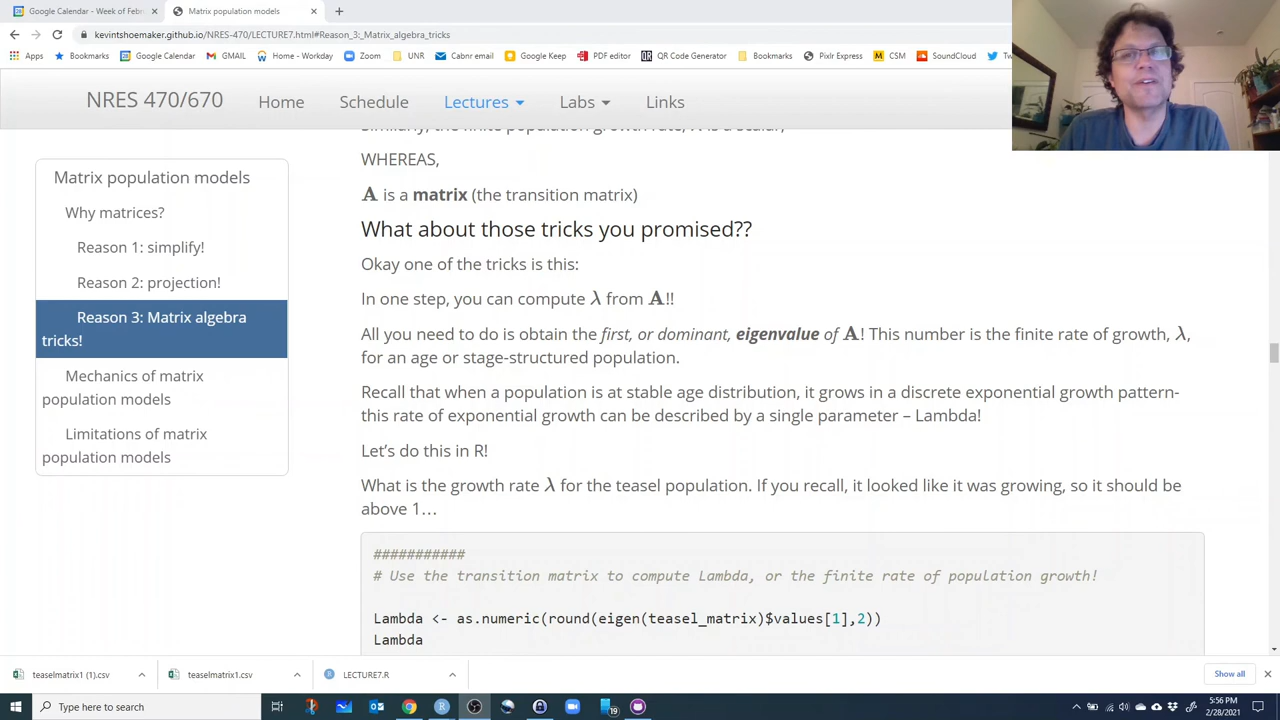 Google Calendar - Week of Febru
Matrix population models
kevintshoemaker.github.io/NRES-470/LECTURE7.html#Reason_3:_Matrix_algebra_tricks
Apps
Bookmarks
Google Calendar
GMAIL
Home - Workday
Zoom
UNR
Cabnr email
Google Keep
PDF editor
QR Code Generator
Bookmarks
Pixlr Express
CSM
SoundCloud
Tw
NRES 470/670
Home
Schedule
Lectures
Labs
Links
Matrix population models
Why matrices?
Reason 1: simplify!
Reason 2: projection!
Reason 3: Matrix algebra
tricks!
Mechanics of matrix
population models
Limitations of matrix
population models
Similarly, the finite population growth rate, λ is a scalar,
WHEREAS,
A is a matrix (the transition matrix)
What about those tricks you promised??
Okay one of the tricks is this:
In one step, you can compute λ from A!!
All you need to do is obtain the first, or dominant, eigenvalue of A! This number is the finite rate of growth, λ,
for an age or stage-structured population.
Recall that when a population is at stable age distribution, it grows in a discrete exponential growth pattern-
this rate of exponential growth can be described by a single parameter – Lambda!
Let's do this in R!
What is the growth rate λ for the teasel population. If you recall, it looked like it was growing, so it should be
above 1…
###########
# Use the transition matrix to compute Lambda, or the finite rate of population growth!
Lambda <- as.numeric(round(eigen(teasel_matrix)$values[1],2))
Lambda
teaselmatrix1 (1).csv
teaselmatrix1.csv
LECTURE7.R
Show all
Type here to search
19
5:56 PM
2/28/2021